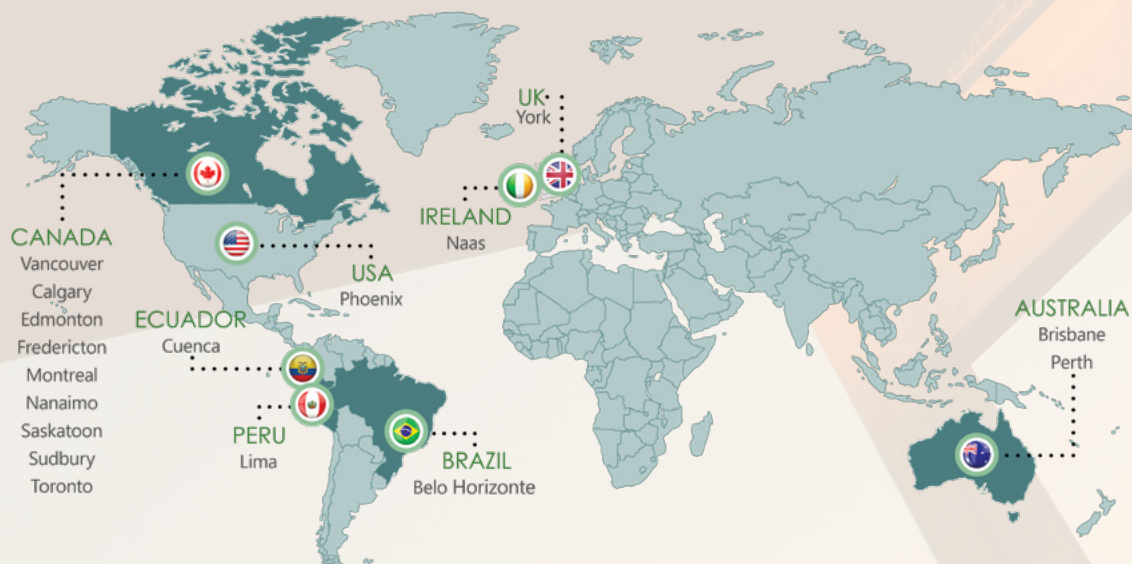 UK
York
IRELAND
Naas
CANADA
Vancouver
Calgary
Edmonton
Fredericton
Montreal
Nanaimo
Saskatoon
Sudbury
Toronto
USA
Phoenix
ECUADOR
Cuenca
PERU
Lima
BRAZIL
Belo Horizonte
AUSTRALIA
Brisbane
Perth